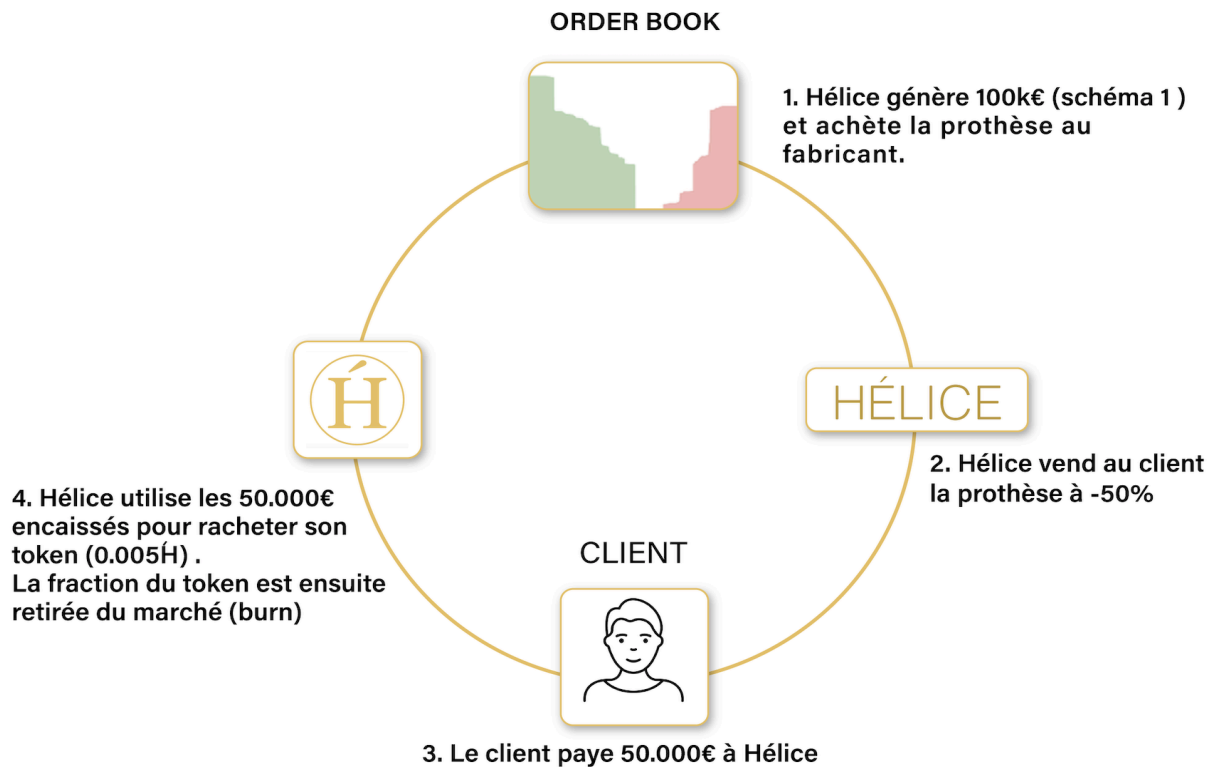 ORDER BOOK
1. Hélice génère 100k€ (schéma 1 )
et achète la prothèse au
fabricant.
H́
HÉLICE
2. Hélice vend au client
la prothèse à -50%
4. Hélice utilise les 50.000€
encaissés pour racheter son
token (0.005H́) .
La fraction du token est ensuite
retirée du marché (burn)
CLIENT
3. Le client paye 50.000€ à Hélice